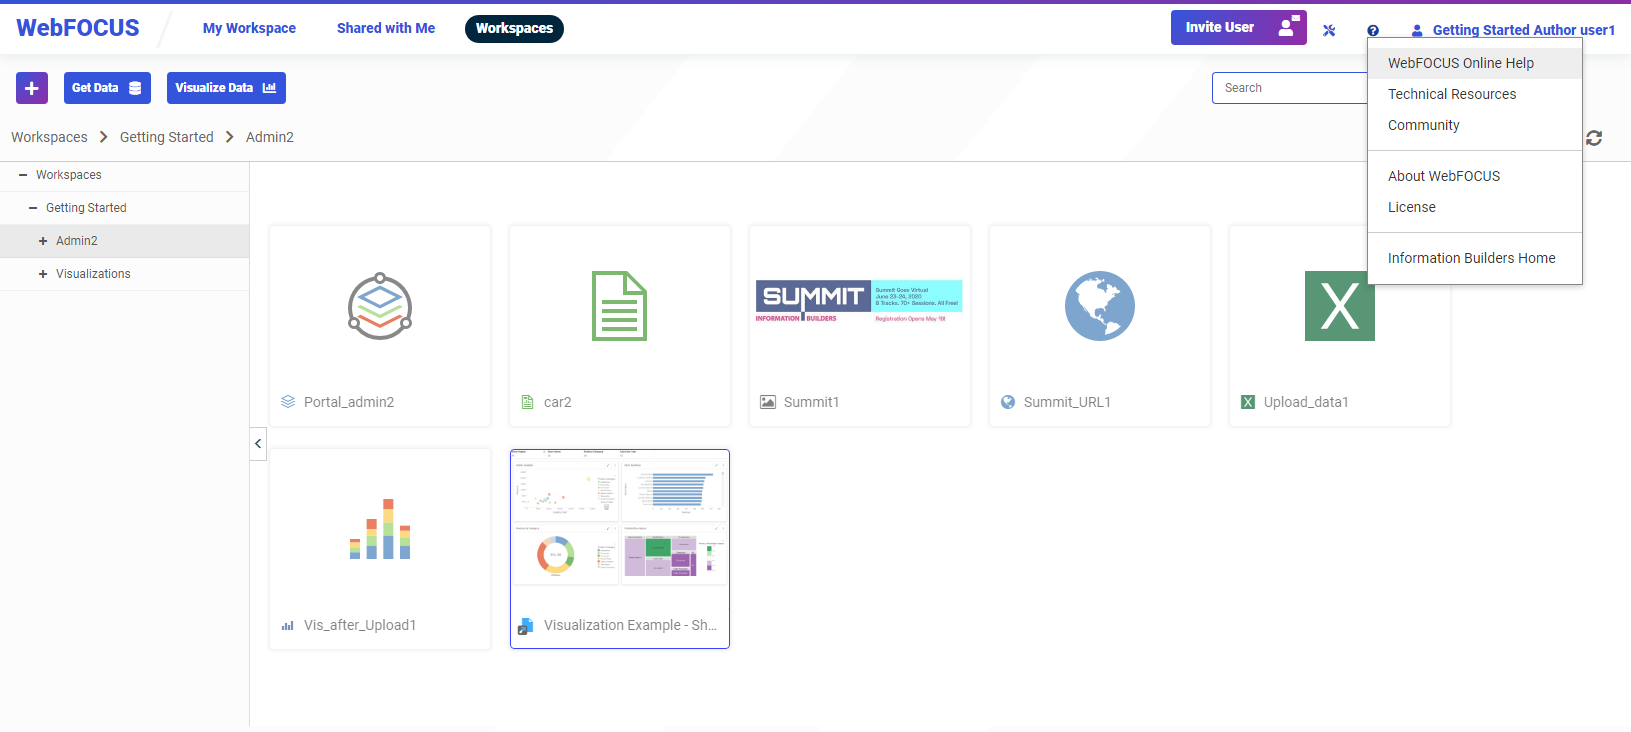 WebFOCUS
My Workspace
Shared with Me
Workspaces
Invite User
Getting Started Author user1
Get Data
Visualize Data
Search
WebFOCUS Online Help
Technical Resources
Community
About WebFOCUS
License
Information Builders Home
Workspaces > Getting Started > Admin2
Workspaces
Getting Started
Admin2
Visualizations
SUMMIT
INFORMATION BUILDERS
Summit Goes Virtual
June 23-24, 2020
8 Tracks. 70+ Sessions. All Free!
Registration Opens May 19!
X
Portal_admin2
car2
Summit1
Summit_URL1
X
Upload_data1
Vis_after_Upload1
Visualization Example - Sh...